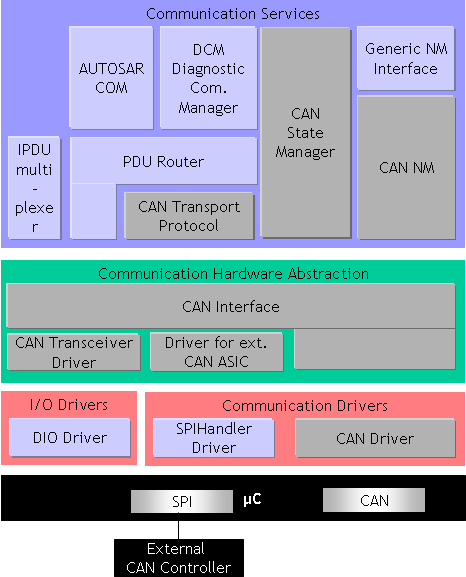 Communication Services
AUTOSAR
COM
DCM
Diagnostic
Com.
Manager
CAN
State
Manager
Generic NM
Interface
IPDU
multi
-
plexe
r
PDU Router
CAN Transport
Protocol
CAN NM
Communication Hardware Abstraction
CAN Interface
CAN Transceiver
Driver
Driver for ext.
CAN ASIC
I/O Drivers
DIO Driver
Communication Drivers
SPIHandler
Driver
CAN Driver
SPI
µC
CAN
External
CAN Controller